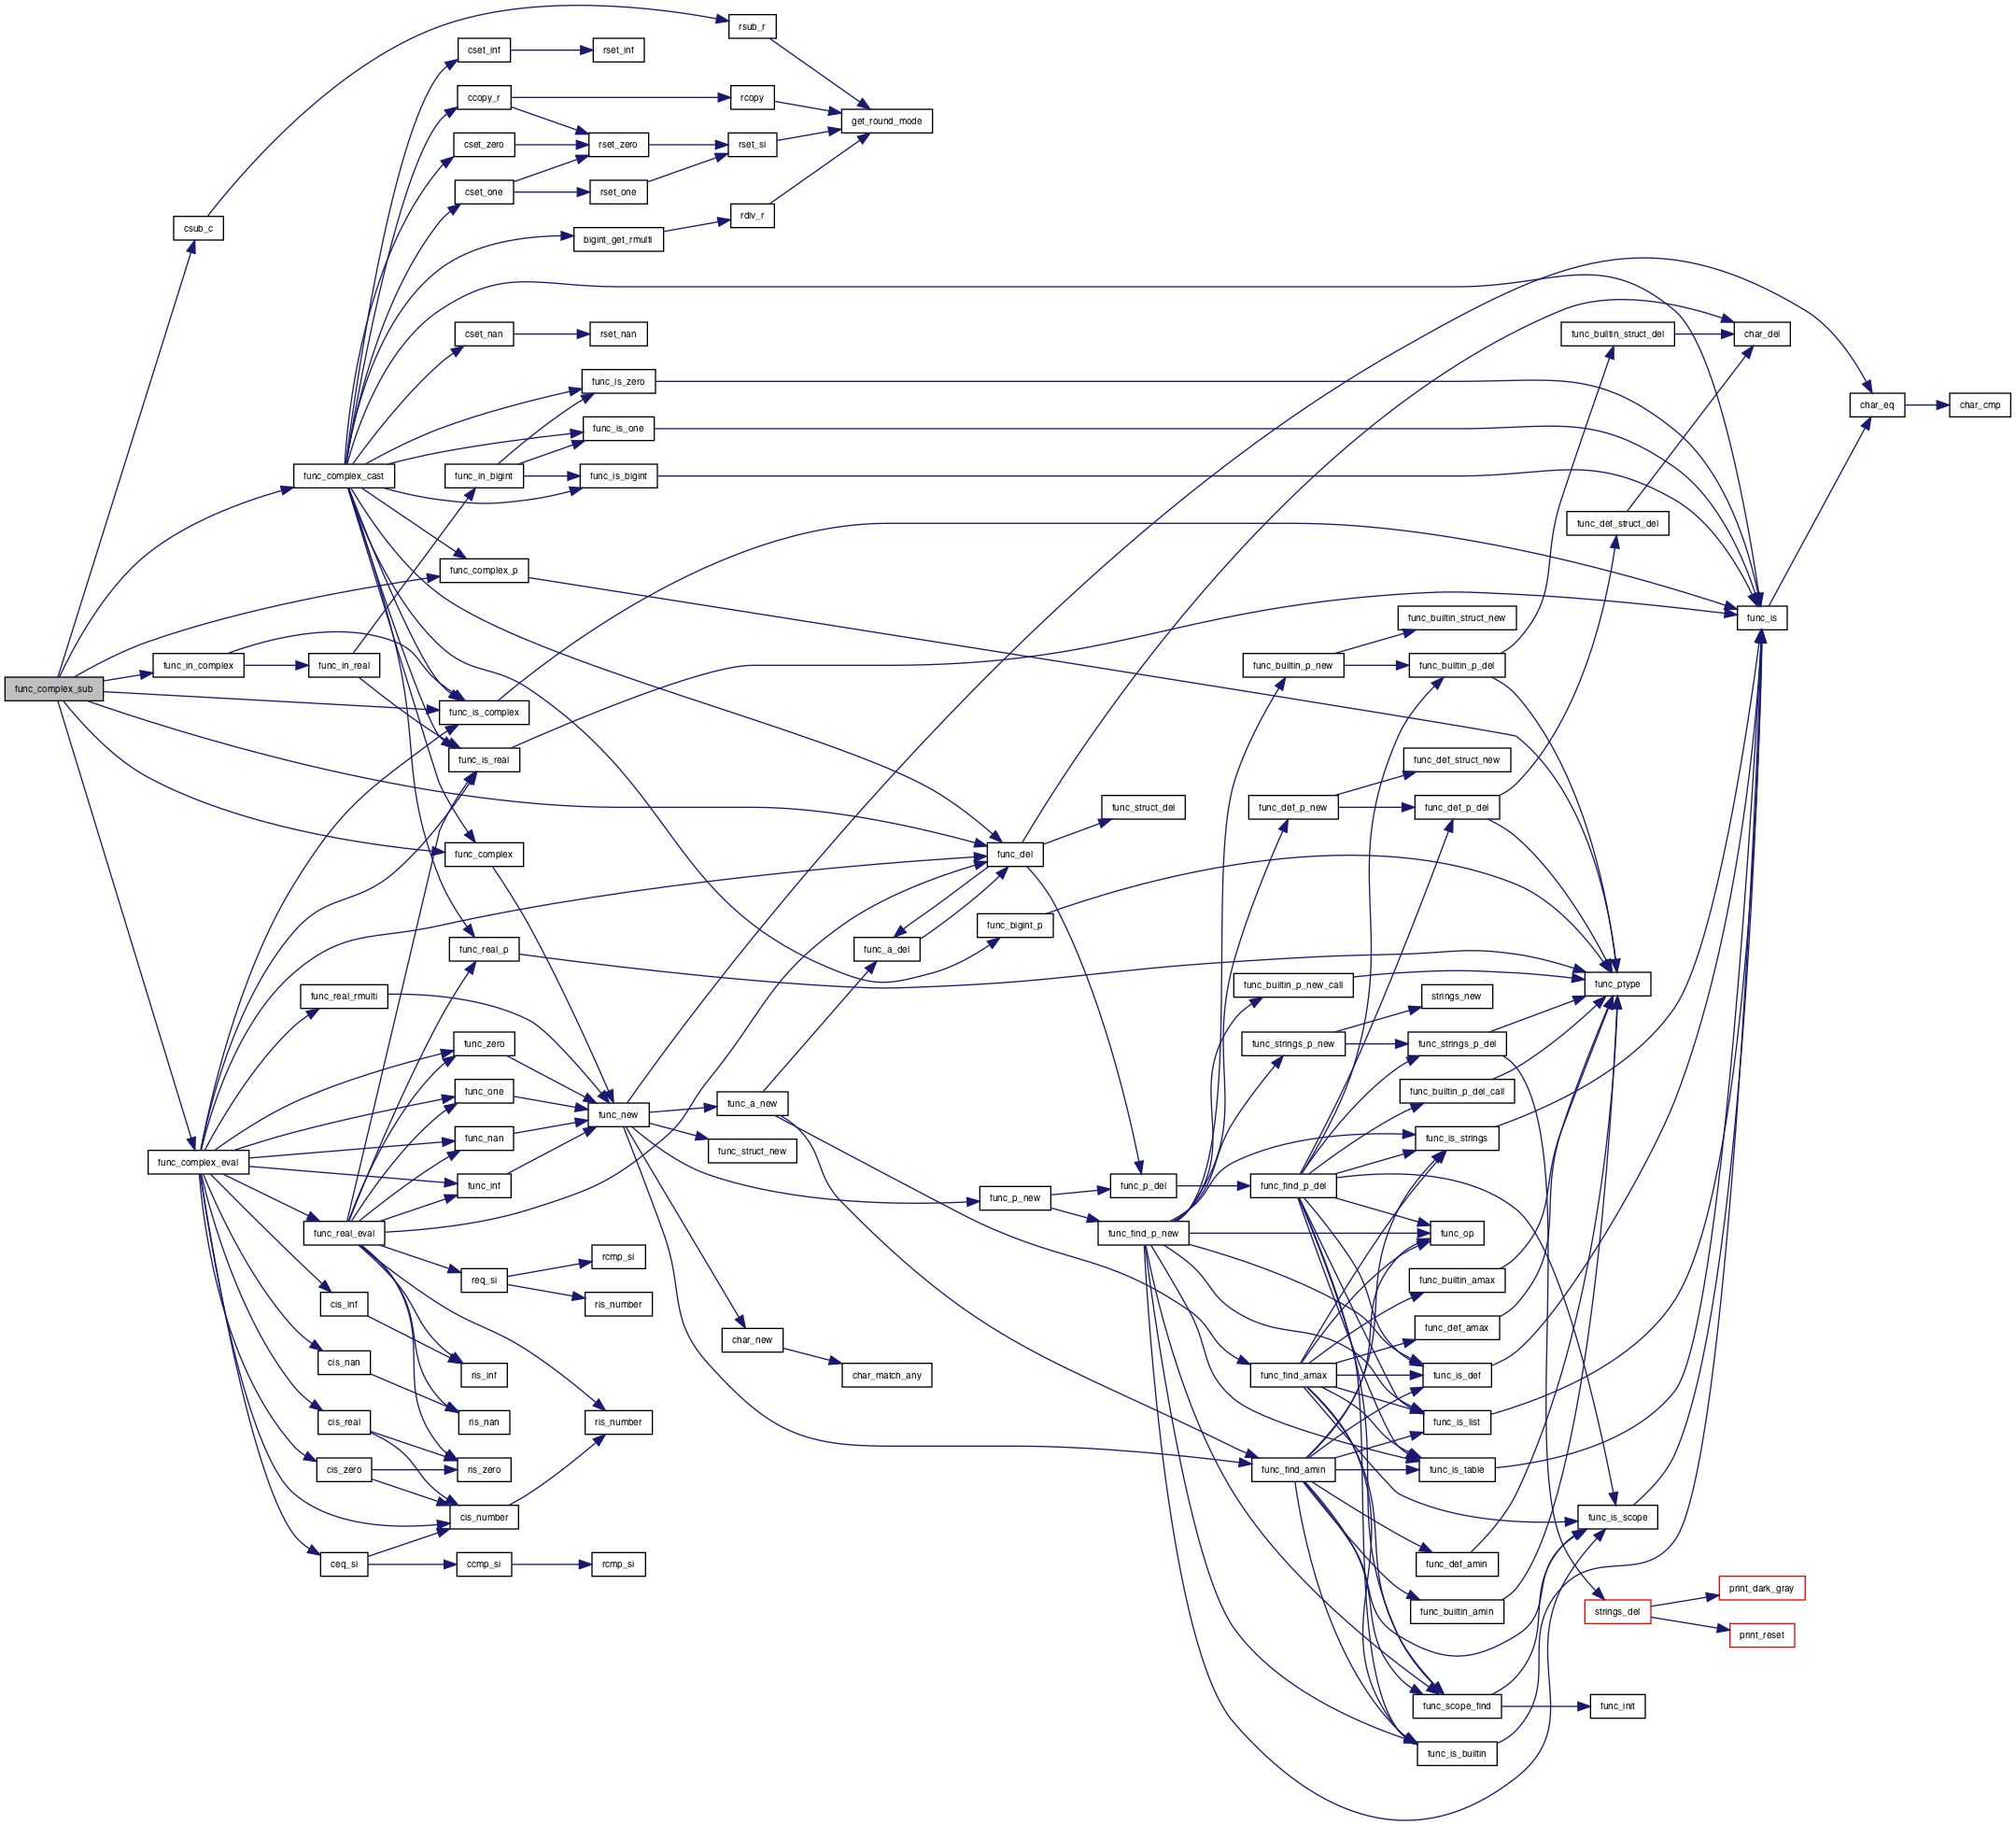 rsub_r
cset_inf
rset_inf
ccopy_r
rcopy
get_round_mode
cset_zero
rset_zero
rset_si
cset_one
rset_one
rdiv_r
csub_c
bigint_get_rmulti
cset_nan
rset_nan
func_builtin_struct_del
char_del
func_is_zero
char_eq
char_cmp
func_is_one
func_complex_cast
func_in_bigint
func_is_bigint
func_def_struct_del
func_complex_p
func_builtin_struct_new
func_is
func_in_complex
func_in_real
func_builtin_p_new
func_builtin_p_del
func_complex_sub
func_is_complex
func_is_real
func_def_struct_new
func_struct_del
func_def_p_new
func_def_p_del
func_complex
func_del
func_bigint_p
func_real_p
func_a_del
func_builtin_p_new_call
func_ptype
func_real_rmulti
strings_new
func_zero
func_strings_p_new
func_strings_p_del
func_one
func_builtin_p_del_call
func_new
func_a_new
func_nan
func_struct_new
func_is_strings
func_complex_eval
func_inf
func_p_new
func_p_del
func_find_p_del
func_real_eval
func_find_p_new
func_op
rcmp_si
req_si
func_builtin_amax
cis_inf
ris_number
func_def_amax
char_new
cis_nan
ris_inf
char_match_any
func_find_amax
func_is_def
cis_real
ris_nan
ris_number
func_is_list
cis_zero
ris_zero
func_find_amin
func_is_table
cis_number
func_is_scope
ceq_si
ccmp_si
rcmp_si
func_def_amin
print_dark_gray
func_builtin_amin
strings_del
print_reset
func_scope_find
func_init
func_is_builtin